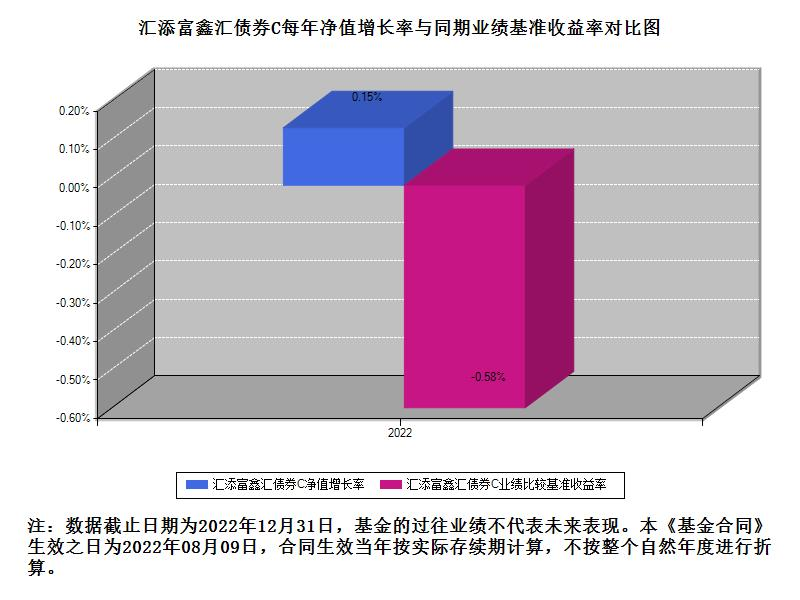 汇添富鑫汇债券C每年净值增长率与同期业绩基准收益率对比图
0.20%
0.10%
0.00%
-0.10%
-0.20%
-0.30%
-0.40%
-0.50%
-0.60%
0.15%
-0.58%
2022
汇添富鑫汇债券C净值增长率
汇添富鑫汇债券C业绩比较基准收益率
注：数据截止日期为2022年12月31日，基金的过往业绩不代表未来表现。本《基金合同》
生效之日为2022年08月09日，合同生效当年按实际存续期计算，不按整个自然年度进行折
算。